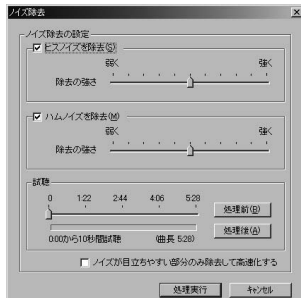 ノイズ除去
ノイズ除去の設定
ヒスノイズを除去(S)
弱く 強く
除去の強さ
ハムノイズを除去(M)
弱く 強く
除去の強さ
試聴
0 1:22 2:44 4:06 5:28
処理前(B)
処理後(A)
0:00から10秒間試聴 (曲長 5:28)
ノイズが目立ちやすい部分のみ除去して高速化する
処理実行 キャンセル